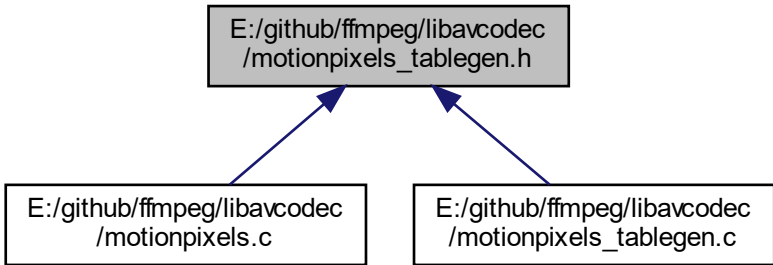 E:/github/ffmpeg/libavcodec
/motionpixels_tablegen.h
E:/github/ffmpeg/libavcodec
/motionpixels.c
E:/github/ffmpeg/libavcodec
/motionpixels_tablegen.c